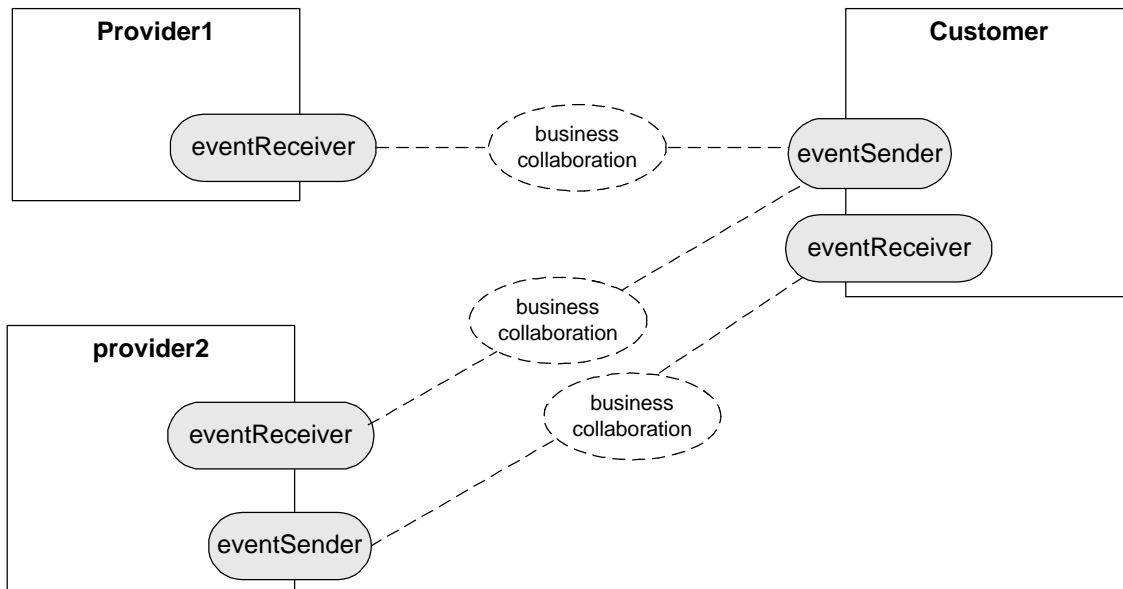 Provider1
Customer
eventReceiver
business
collaboration
eventSender
eventReceiver
business
collaboration
provider2
business
collaboration
eventReceiver
eventSender